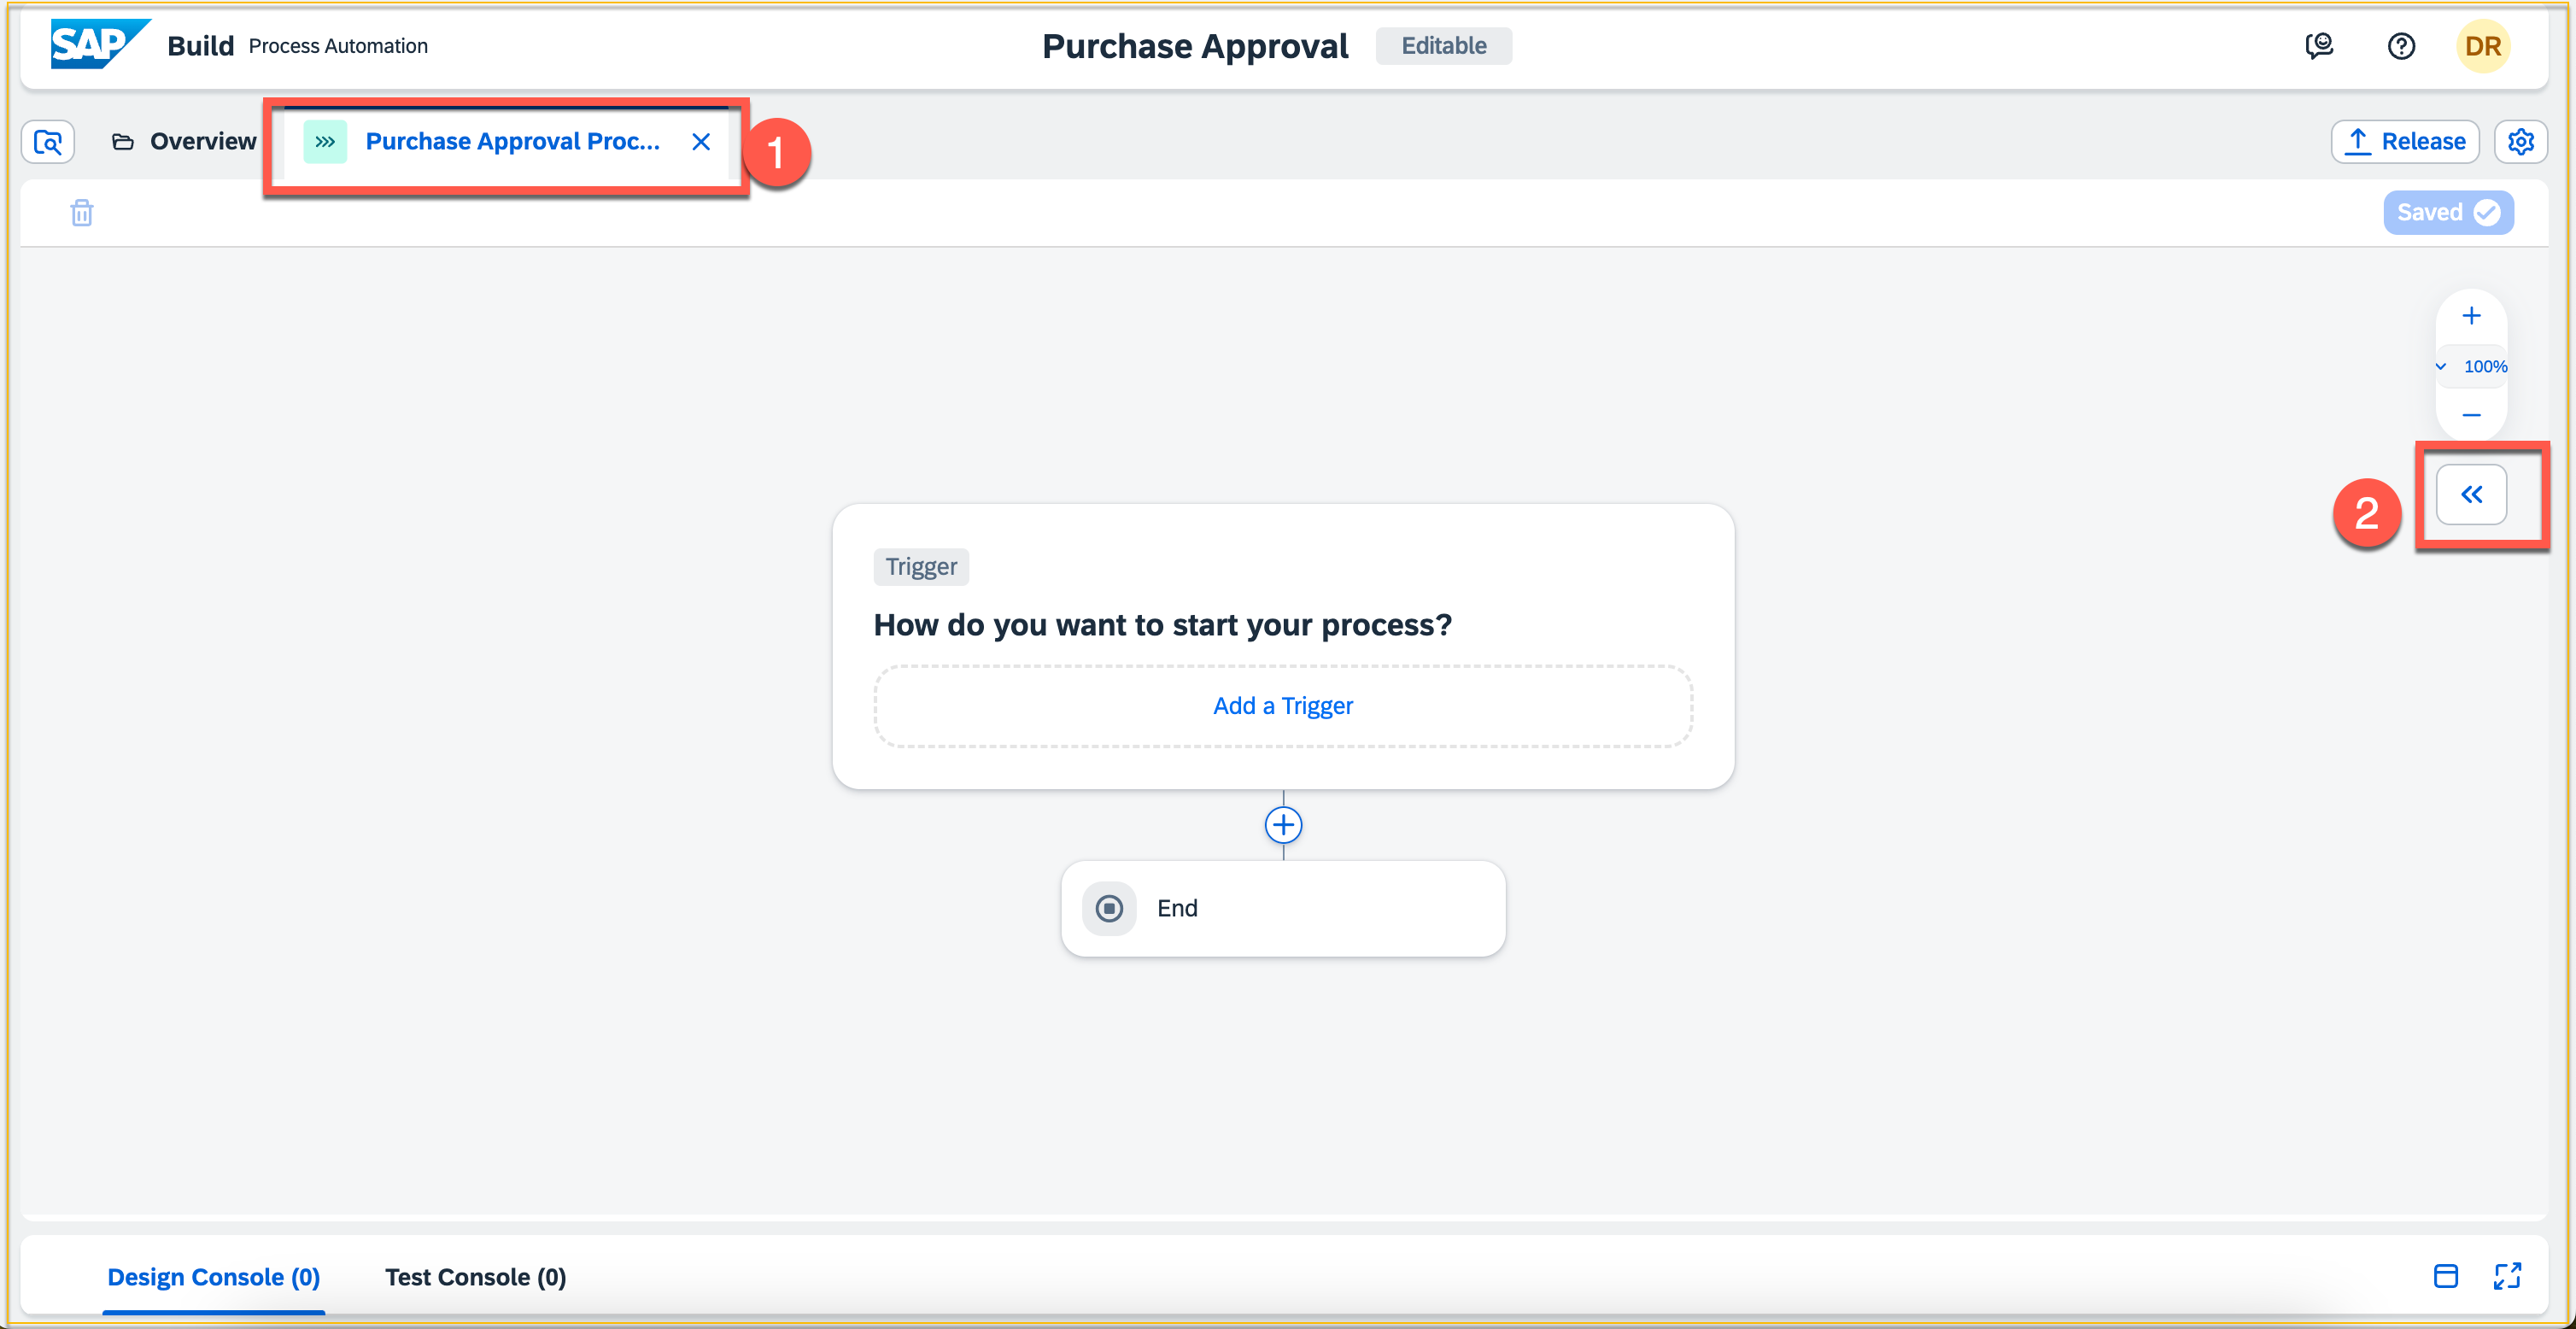 SAP Build Process Automation
Purchase Approval Editable
DR
Overview
Purchase Approval Proc...
1
Release
Saved
100%
2
Trigger
How do you want to start your process?
Add a Trigger
End
Design Console (0)
Test Console (0)